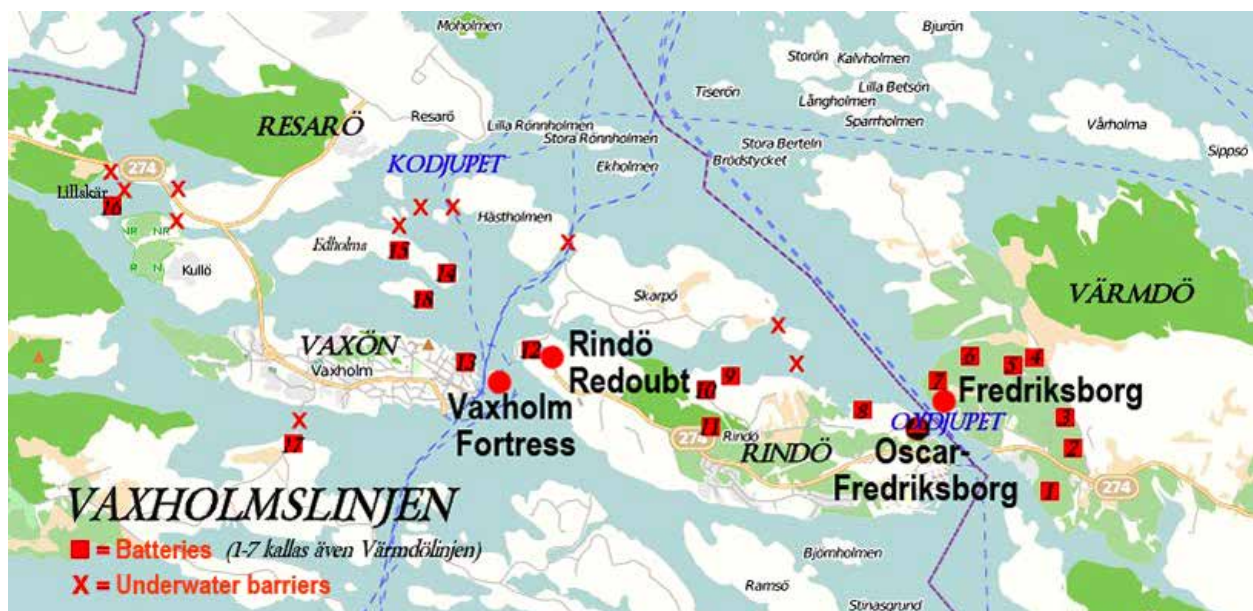 Moholmen
Bjurön
Storön
Kalvholmen
Lilla Betsön
Långholmen
Sparrholmen
Tiserön
Vårholma
Sippsö
RESARÖ
Resarö
Lilla Rönnholmen
Stora Rönnholmen
Ekholmen
Stora Berteln
Brödstycket
KODJUPET
274
Lillskär
16
NR NR
R N
Kullö
Edholma
15
14
18
Hästholmen
Skarpö
VÄRMDÖ
VAXÖN
Vaxholm
13
12
Rindö
Redoubt
Vaxholm
Fortress
10
9
11
274
Rindö
RINDÖ
8
7
6
5
4
3
2
1
Fredriksborg
OXDJUPET
Oscar-
Fredriksborg
274
17
VAXHOLMSLINJEN
= Batteries (1-7 kallas även Värmdölinjen)
X = Underwater barriers
Björnholmen
Ramsö
Stinasgrund